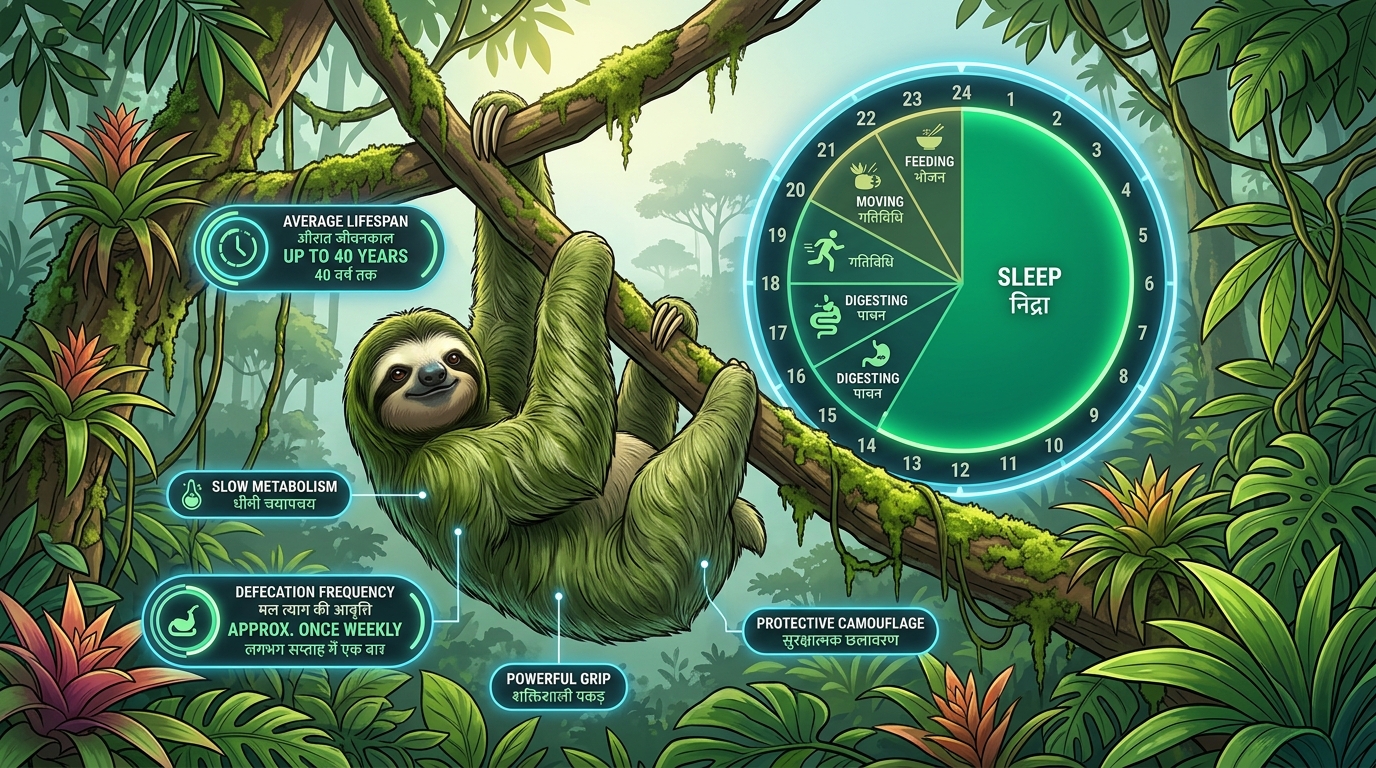 AVERAGE LIFESPAN
औरात जीवनकाल
UP TO 40 YEARS
40 वर्ष तक
SLOW METABOLISM
धीमी चयापचय
DEFECATION FREQUENCY
मल त्याग की आवृत्ति
APPROX. ONCE WEEKLY
लगभग सप्ताह में एक बार
POWERFUL GRIP
शक्तिशाली पकड़
PROTECTIVE CAMOUFLAGE
सुरक्षात्मक छलावरण
24
1
2
3
4
5
6
7
8
9
10
11
12
13
14
15
16
17
18
19
20
21
22
23
FEEDING
भोजन
MOVING
गतिविधि
गतिविधि
DIGESTING
पाचन
DIGESTING
पाचन
SLEEP
निद्रा